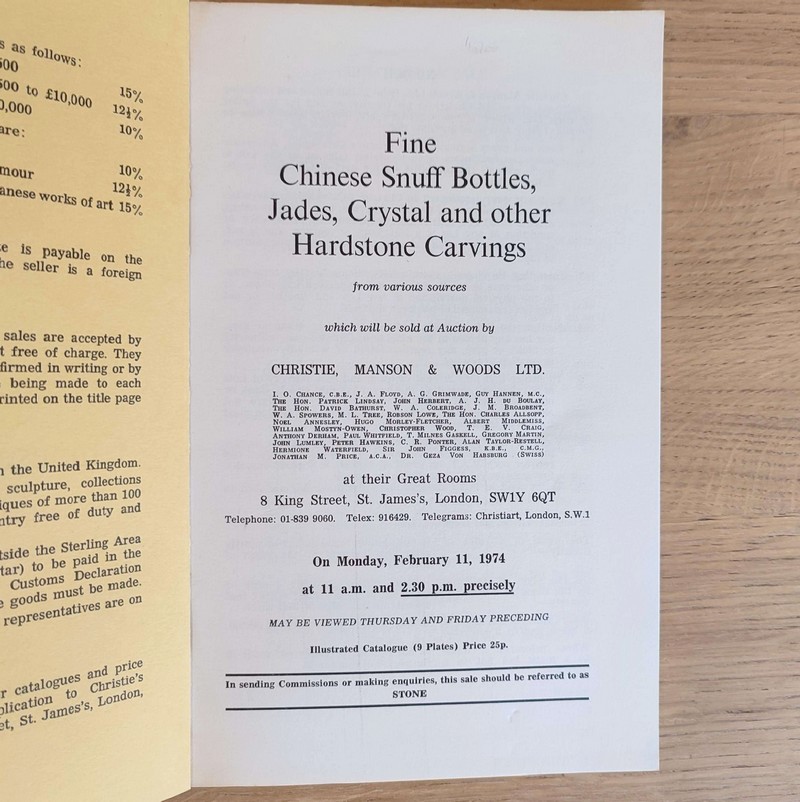 s as follows:
500
500 to £10,000 15%
0,000 12½%
are: 10%
mour 10%
12½%
anese works of art 15%
e is payable on the
he seller is a foreign
sales are accepted by
t free of charge. They
firmed in writing or by
being made to each
rinted on the title page
n the United Kingdom.
sculpture, collections
iques of more than 100
ntry free of duty and
tside the Sterling Area
tar) to be paid in the
Customs Declaration
e goods must be made.
representatives are on
r catalogues and price
plication to Christie's
et, St. James's, London,
Fine
Chinese Snuff Bottles,
Jades, Crystal and other
Hardstone Carvings
from various sources
which will be sold at Auction by
CHRISTIE, MANSON & WOODS LTD.
I. O. CHANCE, C.B.E., J. A. FLOYD, A. G. GRIMWADE, GUY HANNEN, M.C.,
THE HON. PATRICK LINDSAY, JOHN HERBERT, A. J. H. DU BOULAY,
THE HON. DAVID BATHURST, W. A. COLERIDGE, J. M. BROADBENT,
W. A. SPOWERS, M. L. TREE, ROBSON LOWE, THE HON. CHARLES ALLSOPP,
NOEL ANNESLEY, HUGO MORLEY-FLETCHER, ALBERT MIDDLEMISS,
WILLIAM MOSTYN-OWEN, CHRISTOPHER WOOD, T. E. V. CRAIG,
ANTHONY DERHAM, PAUL WHITFIELD, T. MILNES GASKELL, GREGORY MARTIN,
JOHN LUMLEY, PETER HAWKINS, C. R. PONTER, ALAN TAYLOR-RESTELL,
HERMIONE WATERFIELD, SIR JOHN FIGGESS, K.B.E., C.M.G.,
JONATHAN M. PRICE, A.C.A., DR. GEZA VON HABSBURG (SWISS)
at their Great Rooms
8 King Street, St. James's, London, SW1Y 6QT
Telephone: 01-839 9060. Telex: 916429. Telegrams: Christiart, London, S.W.1
On Monday, February 11, 1974
at 11 a.m. and 2.30 p.m. precisely
MAY BE VIEWED THURSDAY AND FRIDAY PRECEDING
Illustrated Catalogue (9 Plates) Price 25p.
In sending Commissions or making enquiries, this sale should be referred to as
STONE